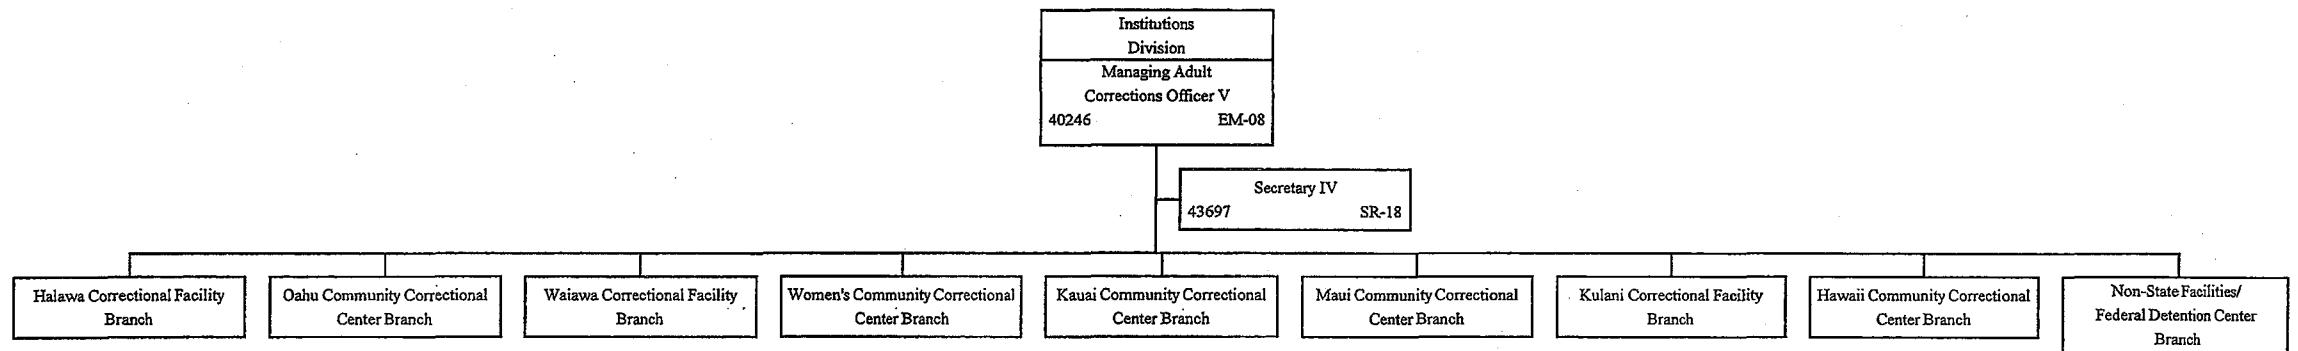 Institutions
Division
Managing Adult
Corrections Officer V
40246 EM-08
Secretary IV
43697 SR-18
Halawa Correctional Facility
Branch
Oahu Community Correctional
Center Branch
Waiawa Correctional Facility
Branch
Women's Community Correctional
Center Branch
Kauai Community Correctional
Center Branch
Maui Community Correctional
Center Branch
Kulani Correctional Facility
Branch
Hawaii Community Correctional
Center Branch
Non-State Facilities/
Federal Detention Center
Branch